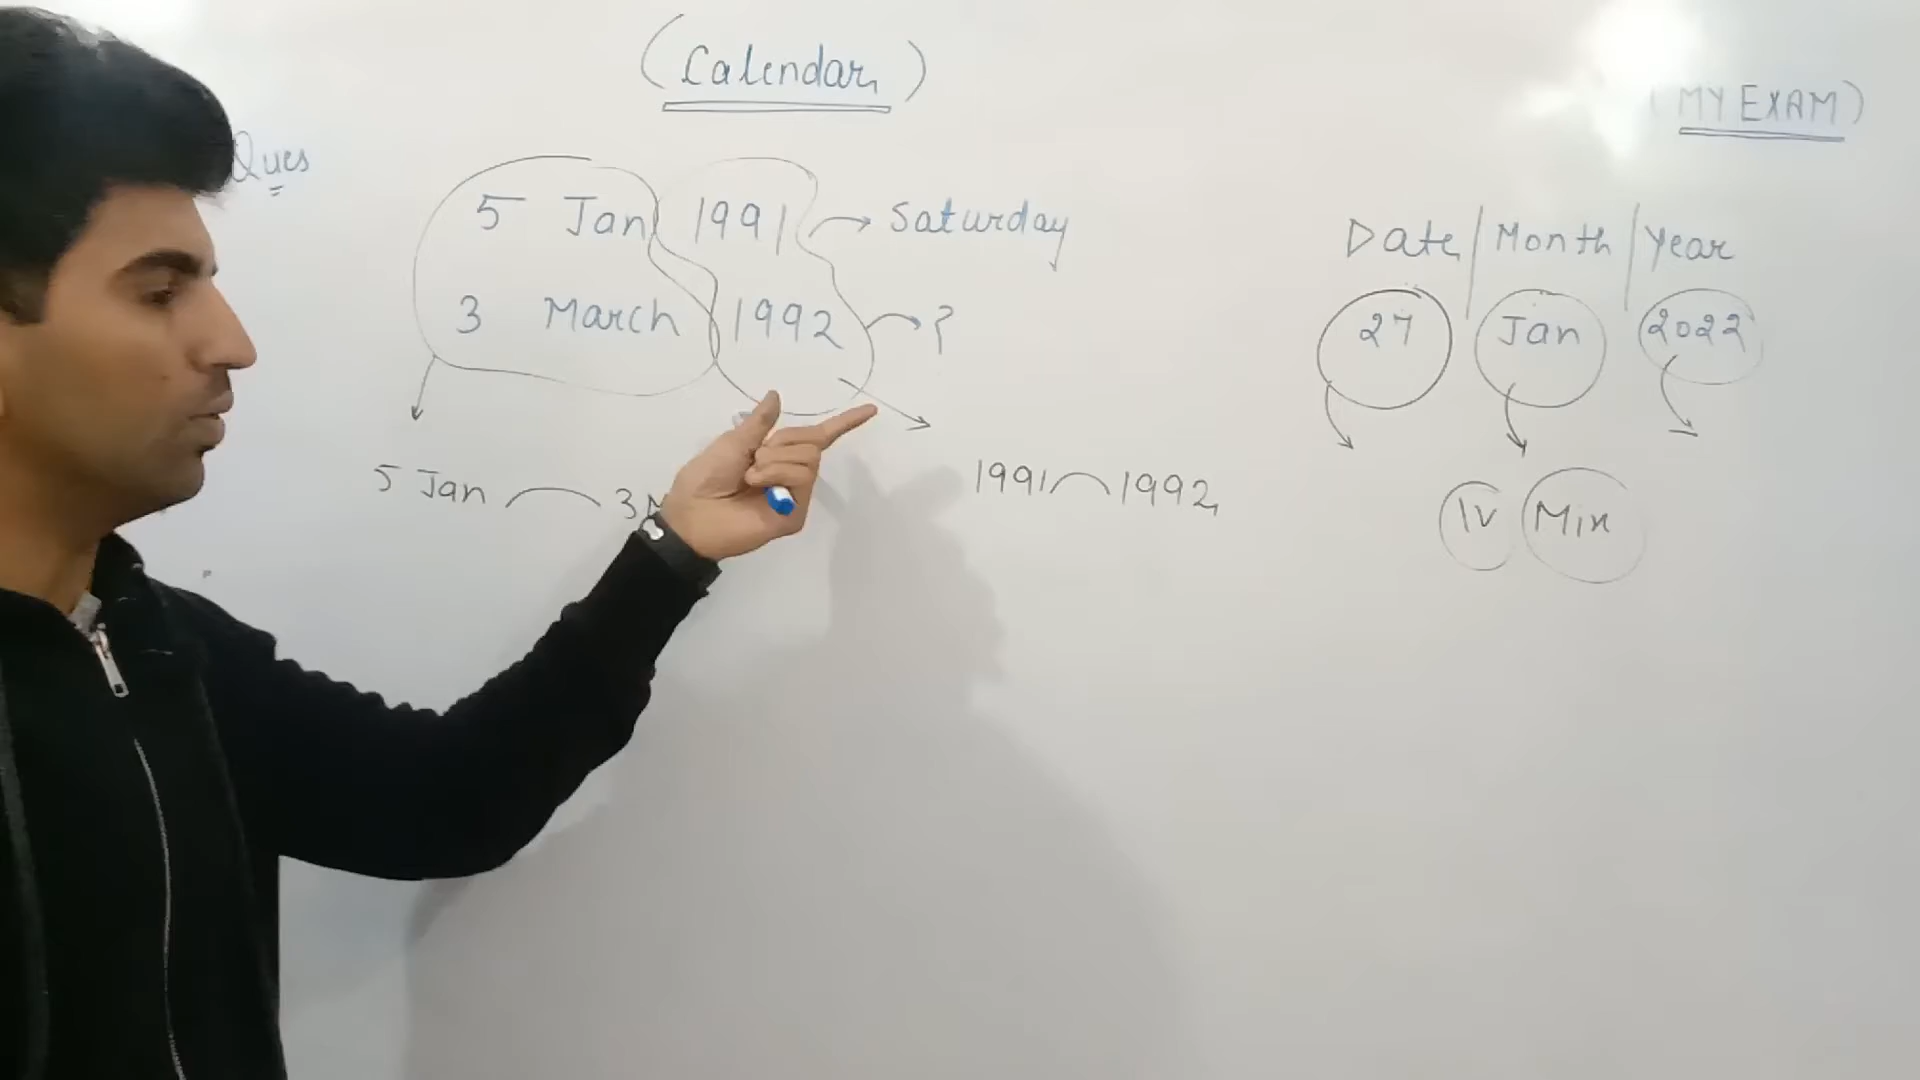 (Calendar)
(MY EXAM)
Ques
5 Jan 1991 → Saturday
3 March 1992 → ?
Date/Month/Year
27 Jan 2022
5 Jan 3
1991 1992
IV Mix